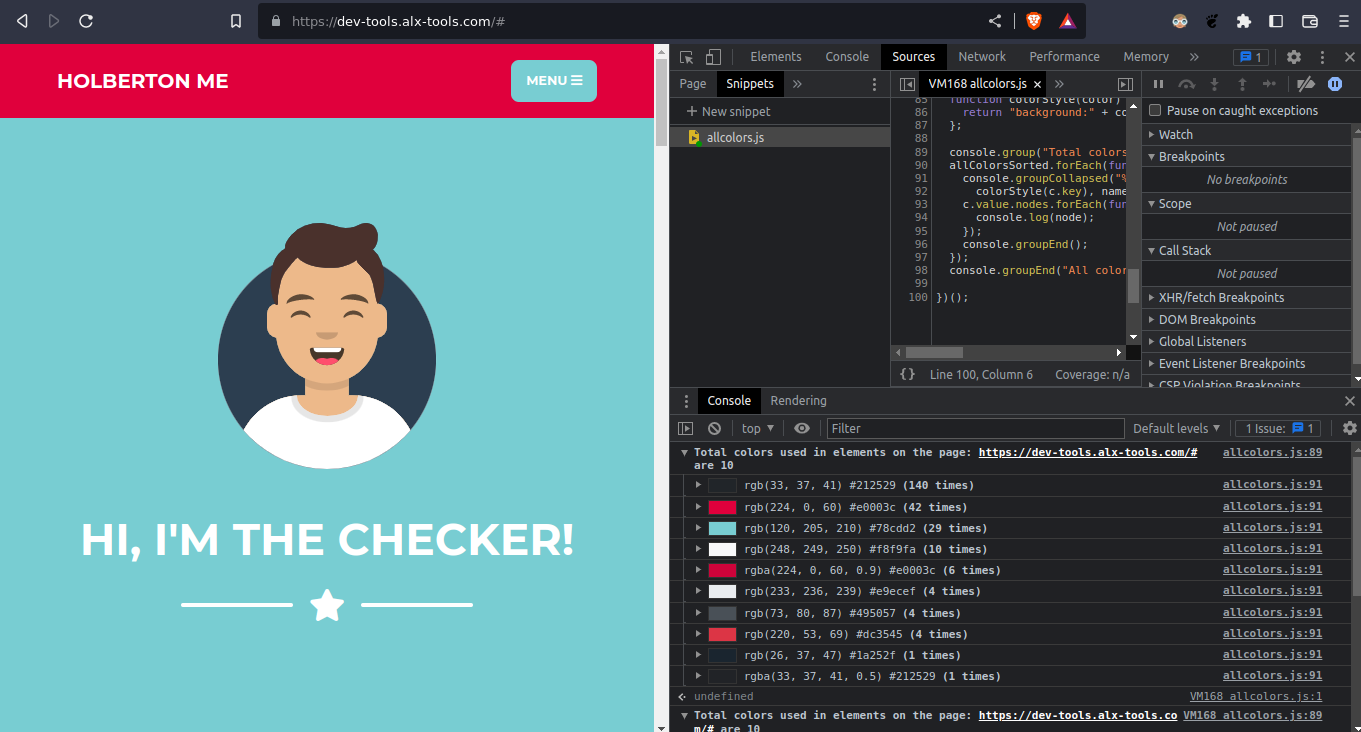 https://dev-tools.alx-tools.com/#
HOLBERTON ME
MENU
HI, I'M THE CHECKER!
Elements Console Sources Network Performance Memory » 1
Page Snippets »
+ New snippet
allcolors.js
VM168 allcolors.js × »
85 function colorStyle(color)
86 return "background:" + co
87 };
88
89 console.group("Total colors
90 allColorsSorted.forEach(fun
91 console.groupCollapsed("%
92 colorStyle(c.key), name
93 c.value.nodes.forEach(fun
94 console.log(node);
95 });
96 console.groupEnd();
97 });
98 console.groupEnd("All color
99
100 })();
{} Line 100, Column 6 Coverage: n/a
Pause on caught exceptions
Watch
Breakpoints
No breakpoints
Scope
Not paused
Call Stack
Not paused
XHR/fetch Breakpoints
DOM Breakpoints
Global Listeners
Event Listener Breakpoints
CSP Violation Breakpoints
Console Rendering
top Filter Default levels 1 Issue: 1
Total colors used in elements on the page: https://dev-tools.alx-tools.com/# allcolors.js:89
are 10
rgb(33, 37, 41) #212529 (140 times) allcolors.js:91
rgb(224, 0, 60) #e0003c (42 times) allcolors.js:91
rgb(120, 205, 210) #78cdd2 (29 times) allcolors.js:91
rgb(248, 249, 250) #f8f9fa (10 times) allcolors.js:91
rgba(224, 0, 60, 0.9) #e0003c (6 times) allcolors.js:91
rgb(233, 236, 239) #e9ecef (4 times) allcolors.js:91
rgb(73, 80, 87) #495057 (4 times) allcolors.js:91
rgb(220, 53, 69) #dc3545 (4 times) allcolors.js:91
rgb(26, 37, 47) #1a252f (1 times) allcolors.js:91
rgba(33, 37, 41, 0.5) #212529 (1 times) allcolors.js:91
undefined VM168 allcolors.js:1
Total colors used in elements on the page: https://dev-tools.alx-tools.co VM168 allcolors.js:89
m/# are 10